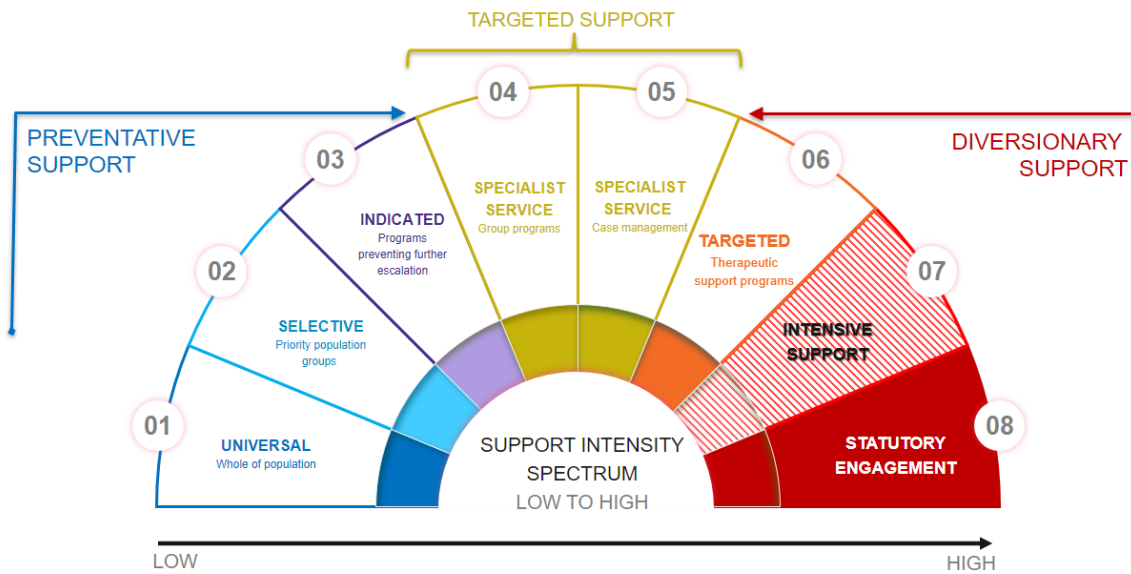 TARGETED SUPPORT
PREVENTATIVE
SUPPORT
DIVERSIONARY
SUPPORT
01
UNIVERSAL
Whole of population
02
SELECTIVE
Priority population
groups
03
INDICATED
Programs
preventing further
escalation
04
SPECIALIST
SERVICE
Group programs
05
SPECIALIST
SERVICE
Case management
06
TARGETED
Therapeutic
support programs
07
INTENSIVE
SUPPORT
08
STATUTORY
ENGAGEMENT
SUPPORT INTENSITY
SPECTRUM
LOW TO HIGH
LOW
HIGH